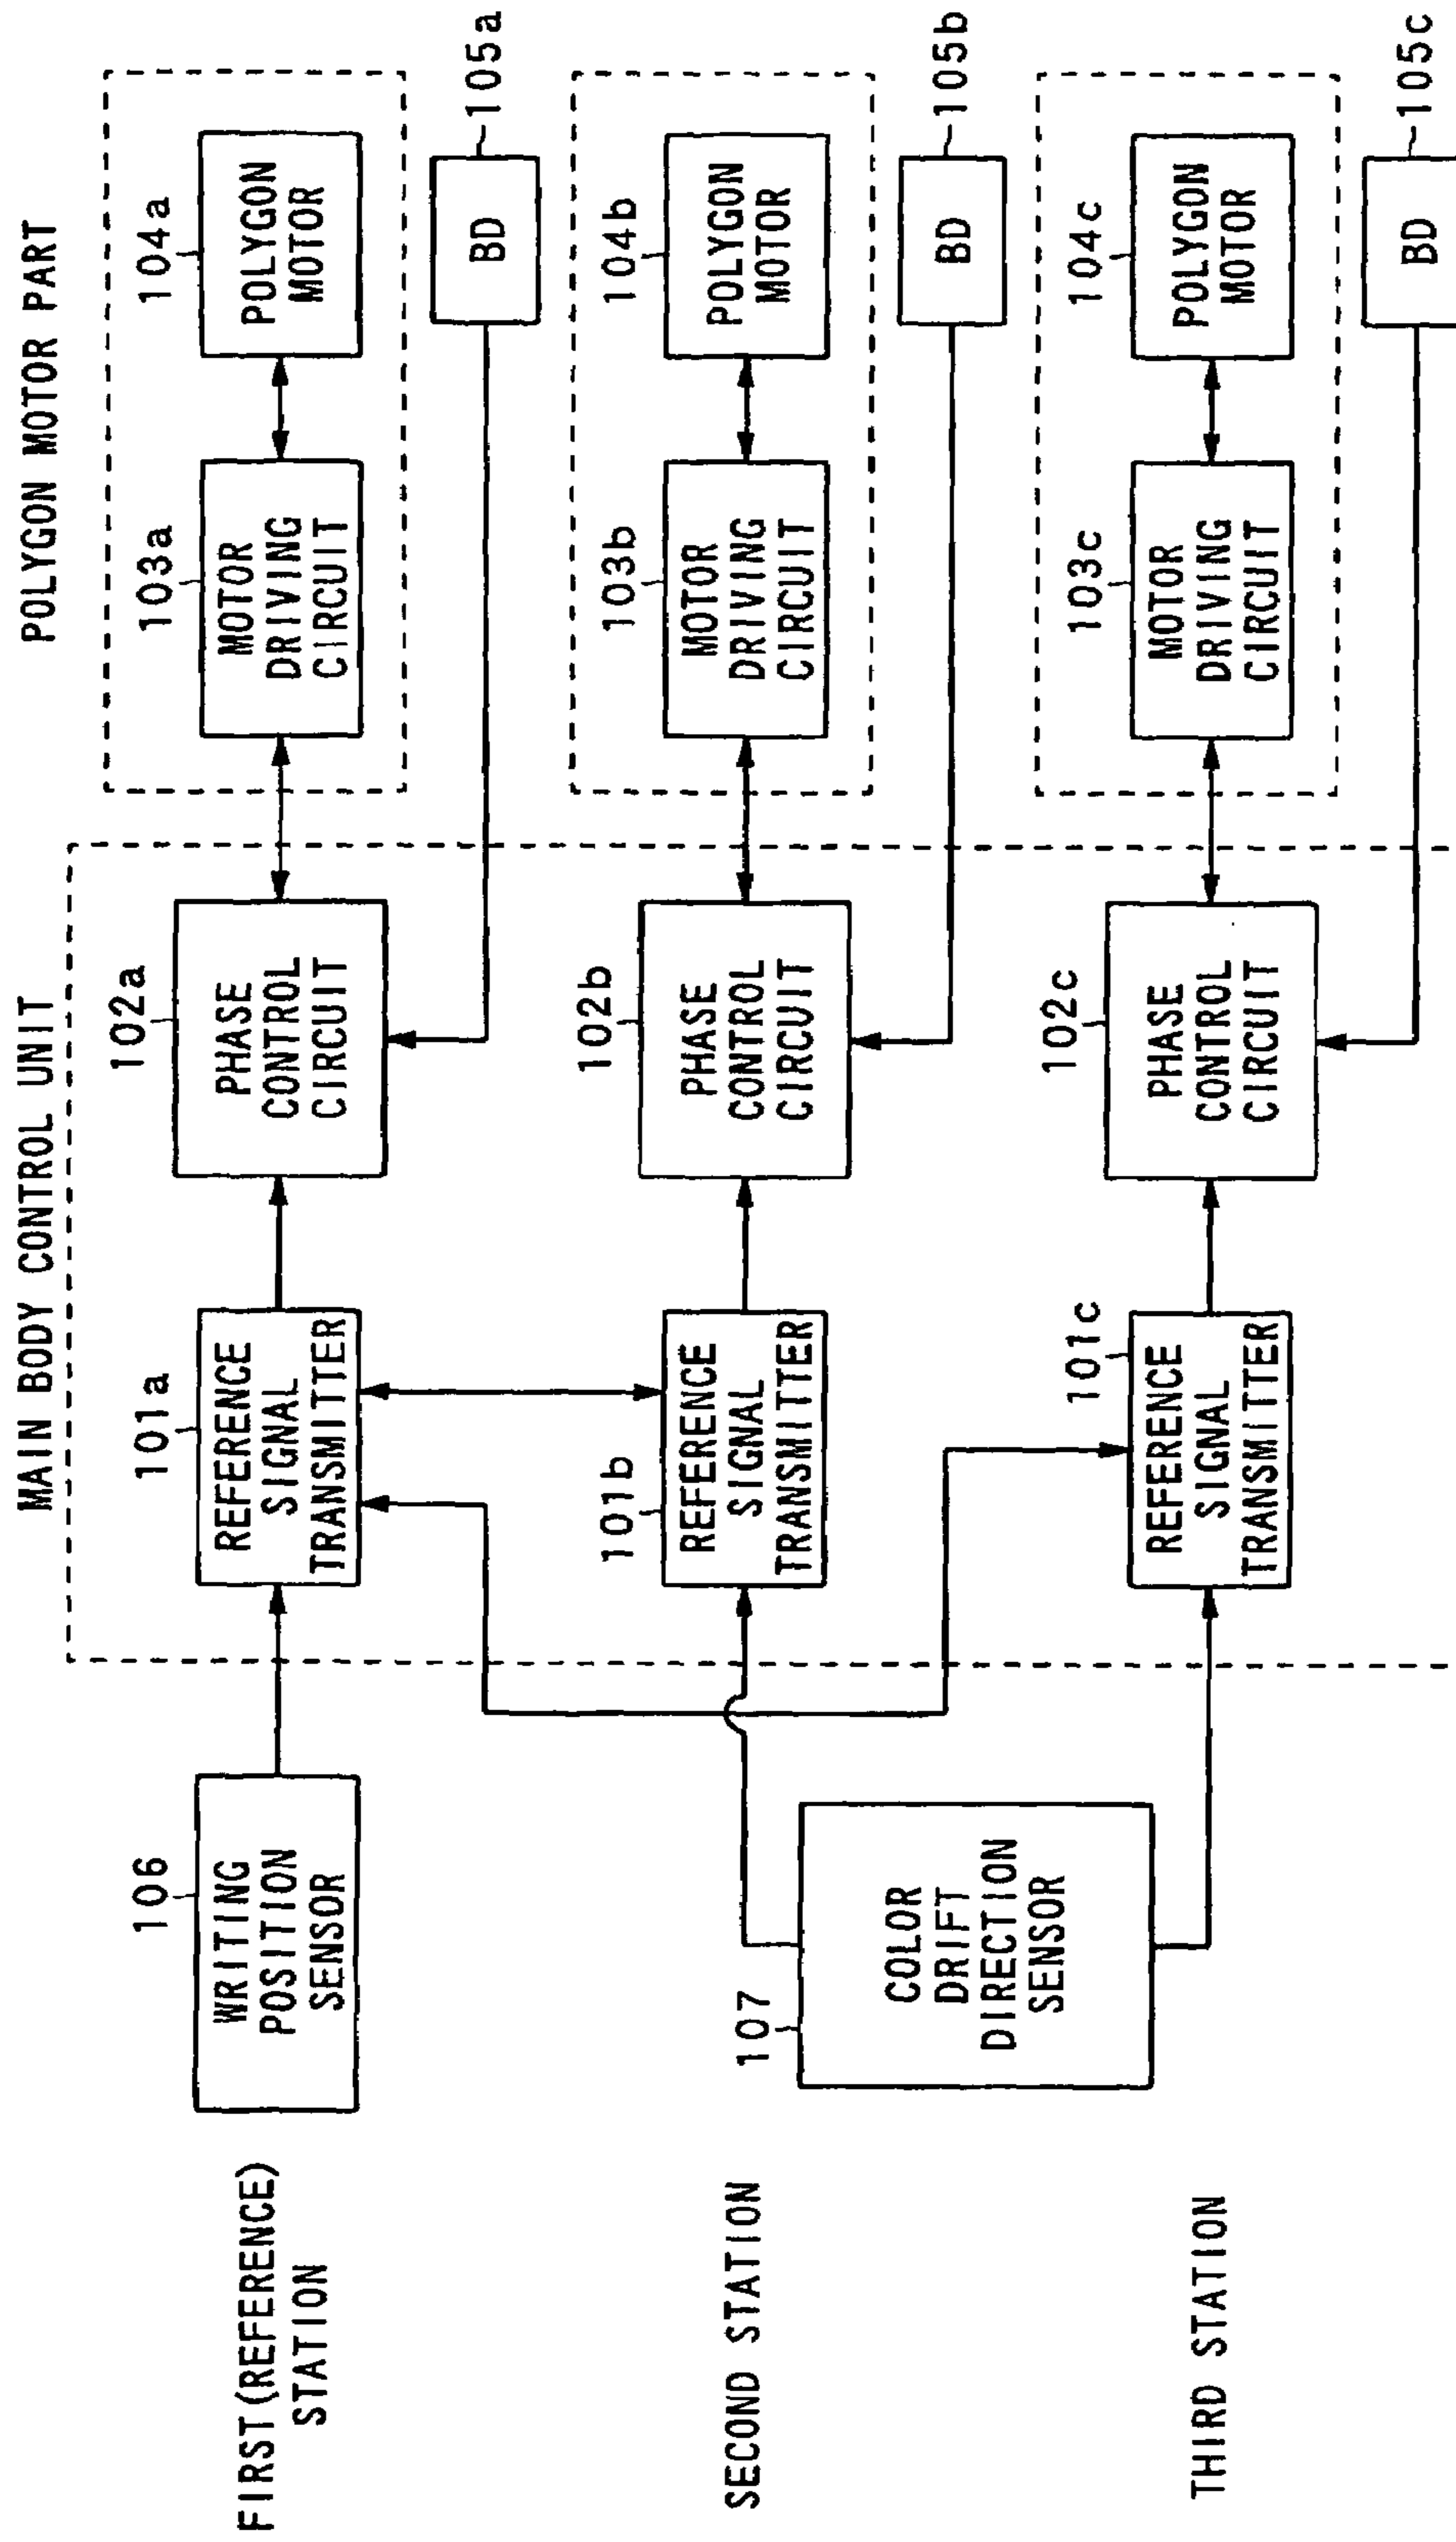 MAIN BODY CONTROL UNIT
POLYGON MOTOR PART
FIRST(REFERENCE)
STATION
106
WRITING
POSITION
SENSOR
101a
REFERENCE
SIGNAL
TRANSMITTER
102a
PHASE
CONTROL
CIRCUIT
103a
MOTOR
DRIVING
CIRCUIT
104a
POLYGON
MOTOR
BD
105a
SECOND STATION
107
COLOR
DRIFT
DIRECTION
SENSOR
101b
REFERENCE
SIGNAL
TRANSMITTER
102b
PHASE
CONTROL
CIRCUIT
103b
MOTOR
DRIVING
CIRCUIT
104b
POLYGON
MOTOR
BD
105b
THIRD STATION
101c
REFERENCE
SIGNAL
TRANSMITTER
102c
PHASE
CONTROL
CIRCUIT
103c
MOTOR
DRIVING
CIRCUIT
104c
POLYGON
MOTOR
BD
105c